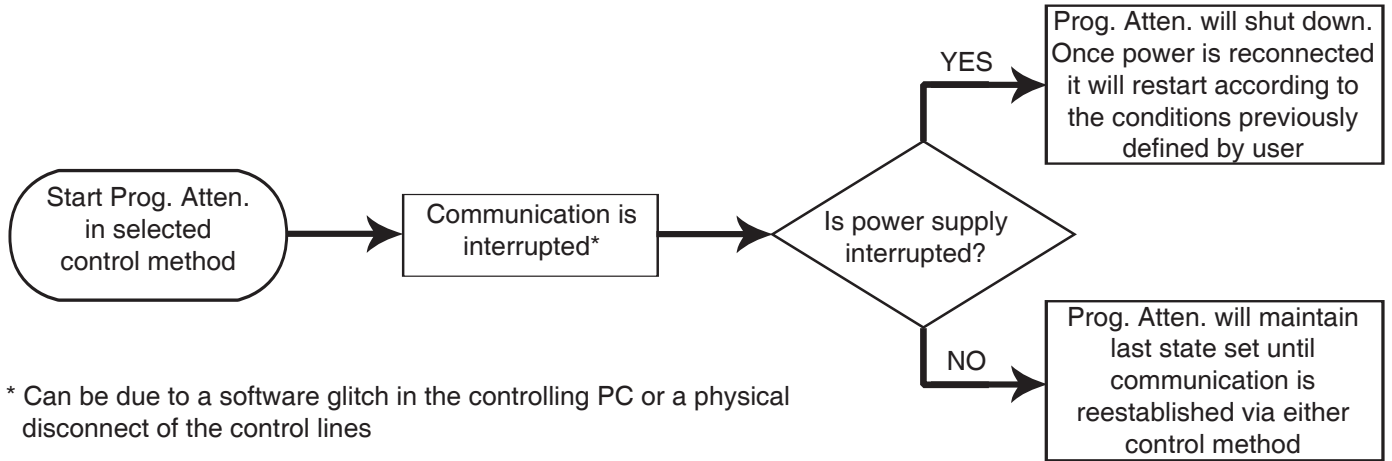 Start Prog. Atten.
in selected
control method
Communication is
interrupted*
Is power supply
interrupted?
YES
Prog. Atten. will shut down.
Once power is reconnected
it will restart according to
the conditions previously
defined by user
NO
Prog. Atten. will maintain
last state set until
communication is
reestablished via either
control method
* Can be due to a software glitch in the controlling PC or a physical
disconnect of the control lines